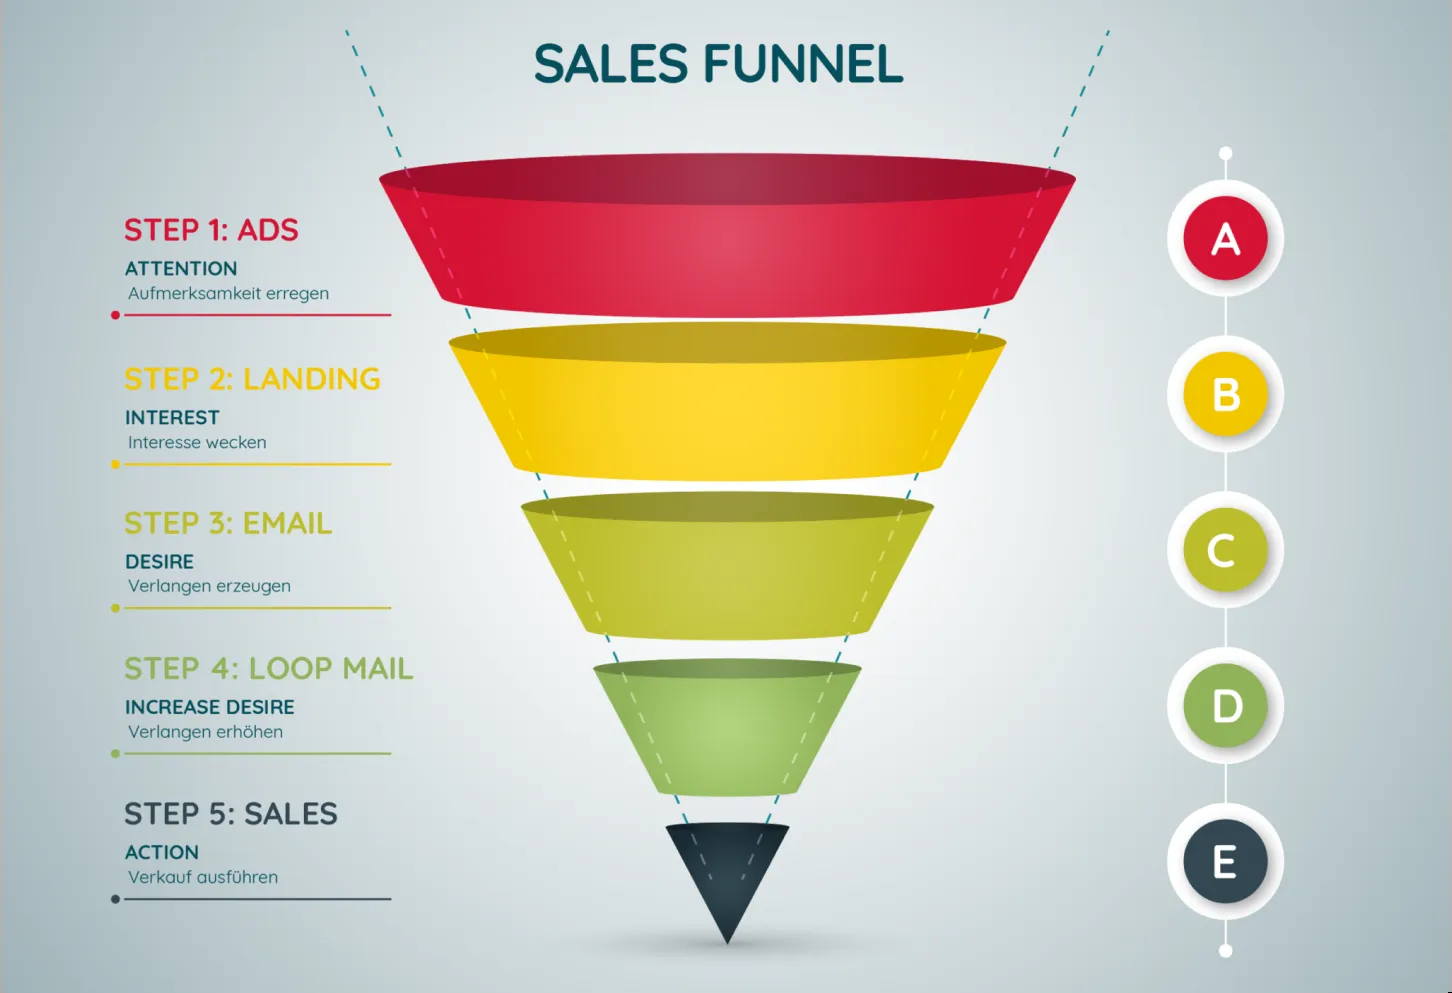 SALES FUNNEL
STEP 1: ADS
ATTENTION
Aufmerksamkeit erregen
A
STEP 2: LANDING
INTEREST
Interesse wecken
B
STEP 3: EMAIL
DESIRE
Verlangen erzeugen
C
STEP 4: LOOP MAIL
INCREASE DESIRE
Verlangen erhöhen
D
STEP 5: SALES
ACTION
Verkauf ausführen
E